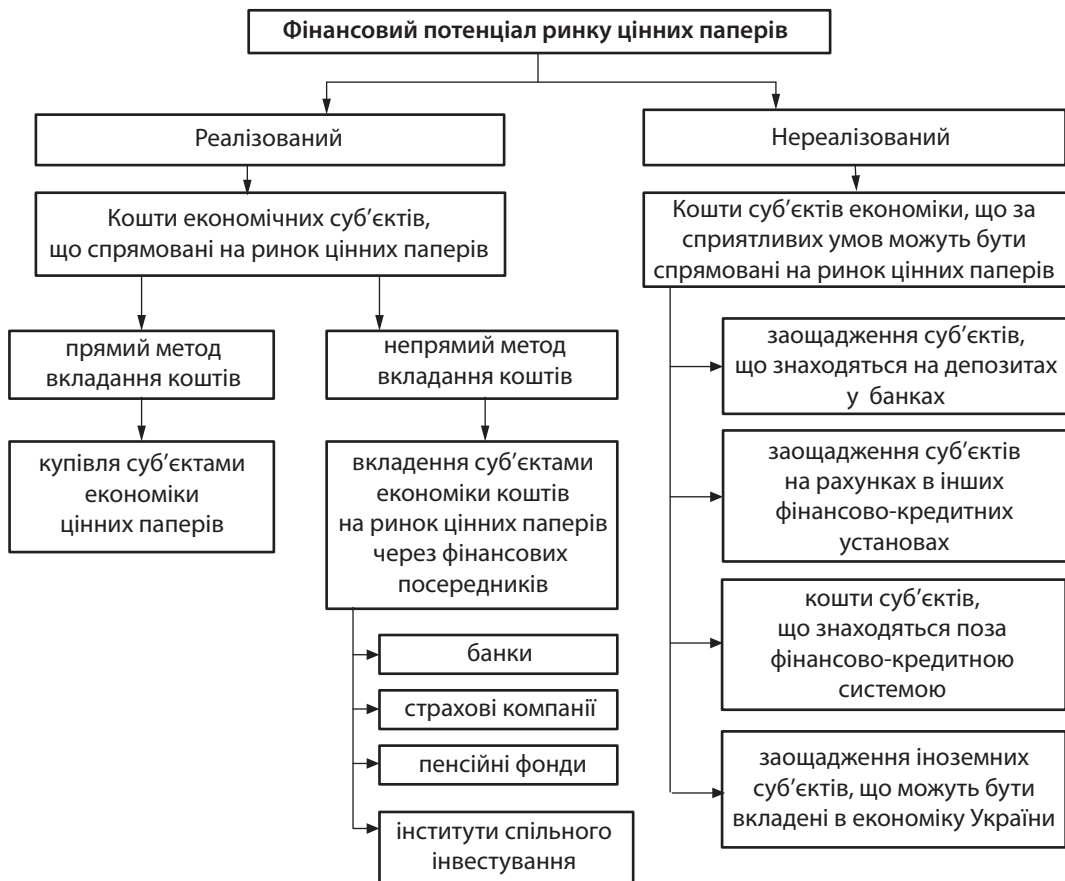 Фінансовий потенціал ринку цінних паперів
Реалізований
Кошти економічних суб’єктів,
що спрямовані на ринок цінних паперів
прямий метод
вкладання коштів
купівля суб’єктами
економіки
цінних паперів
непрямий метод
вкладання коштів
вкладення суб’єктами
економіки коштів
на ринок цінних паперів
через фінансових
посередників
банки
страхові компанії
пенсійні фонди
інститути спільного
інвестування
Нереалізований
Кошти суб’єктів економіки, що за
сприятливих умов можуть бути
спрямовані на ринок цінних паперів
заощадження суб’єктів,
що знаходяться на депозитах
у банках
заощадження суб’єктів
на рахунках в інших
фінансово-кредитних
установах
кошти суб’єктів,
що знаходяться поза
фінансово-кредитною
системою
заощадження іноземних
суб’єктів, що можуть бути
вкладені в економіку України